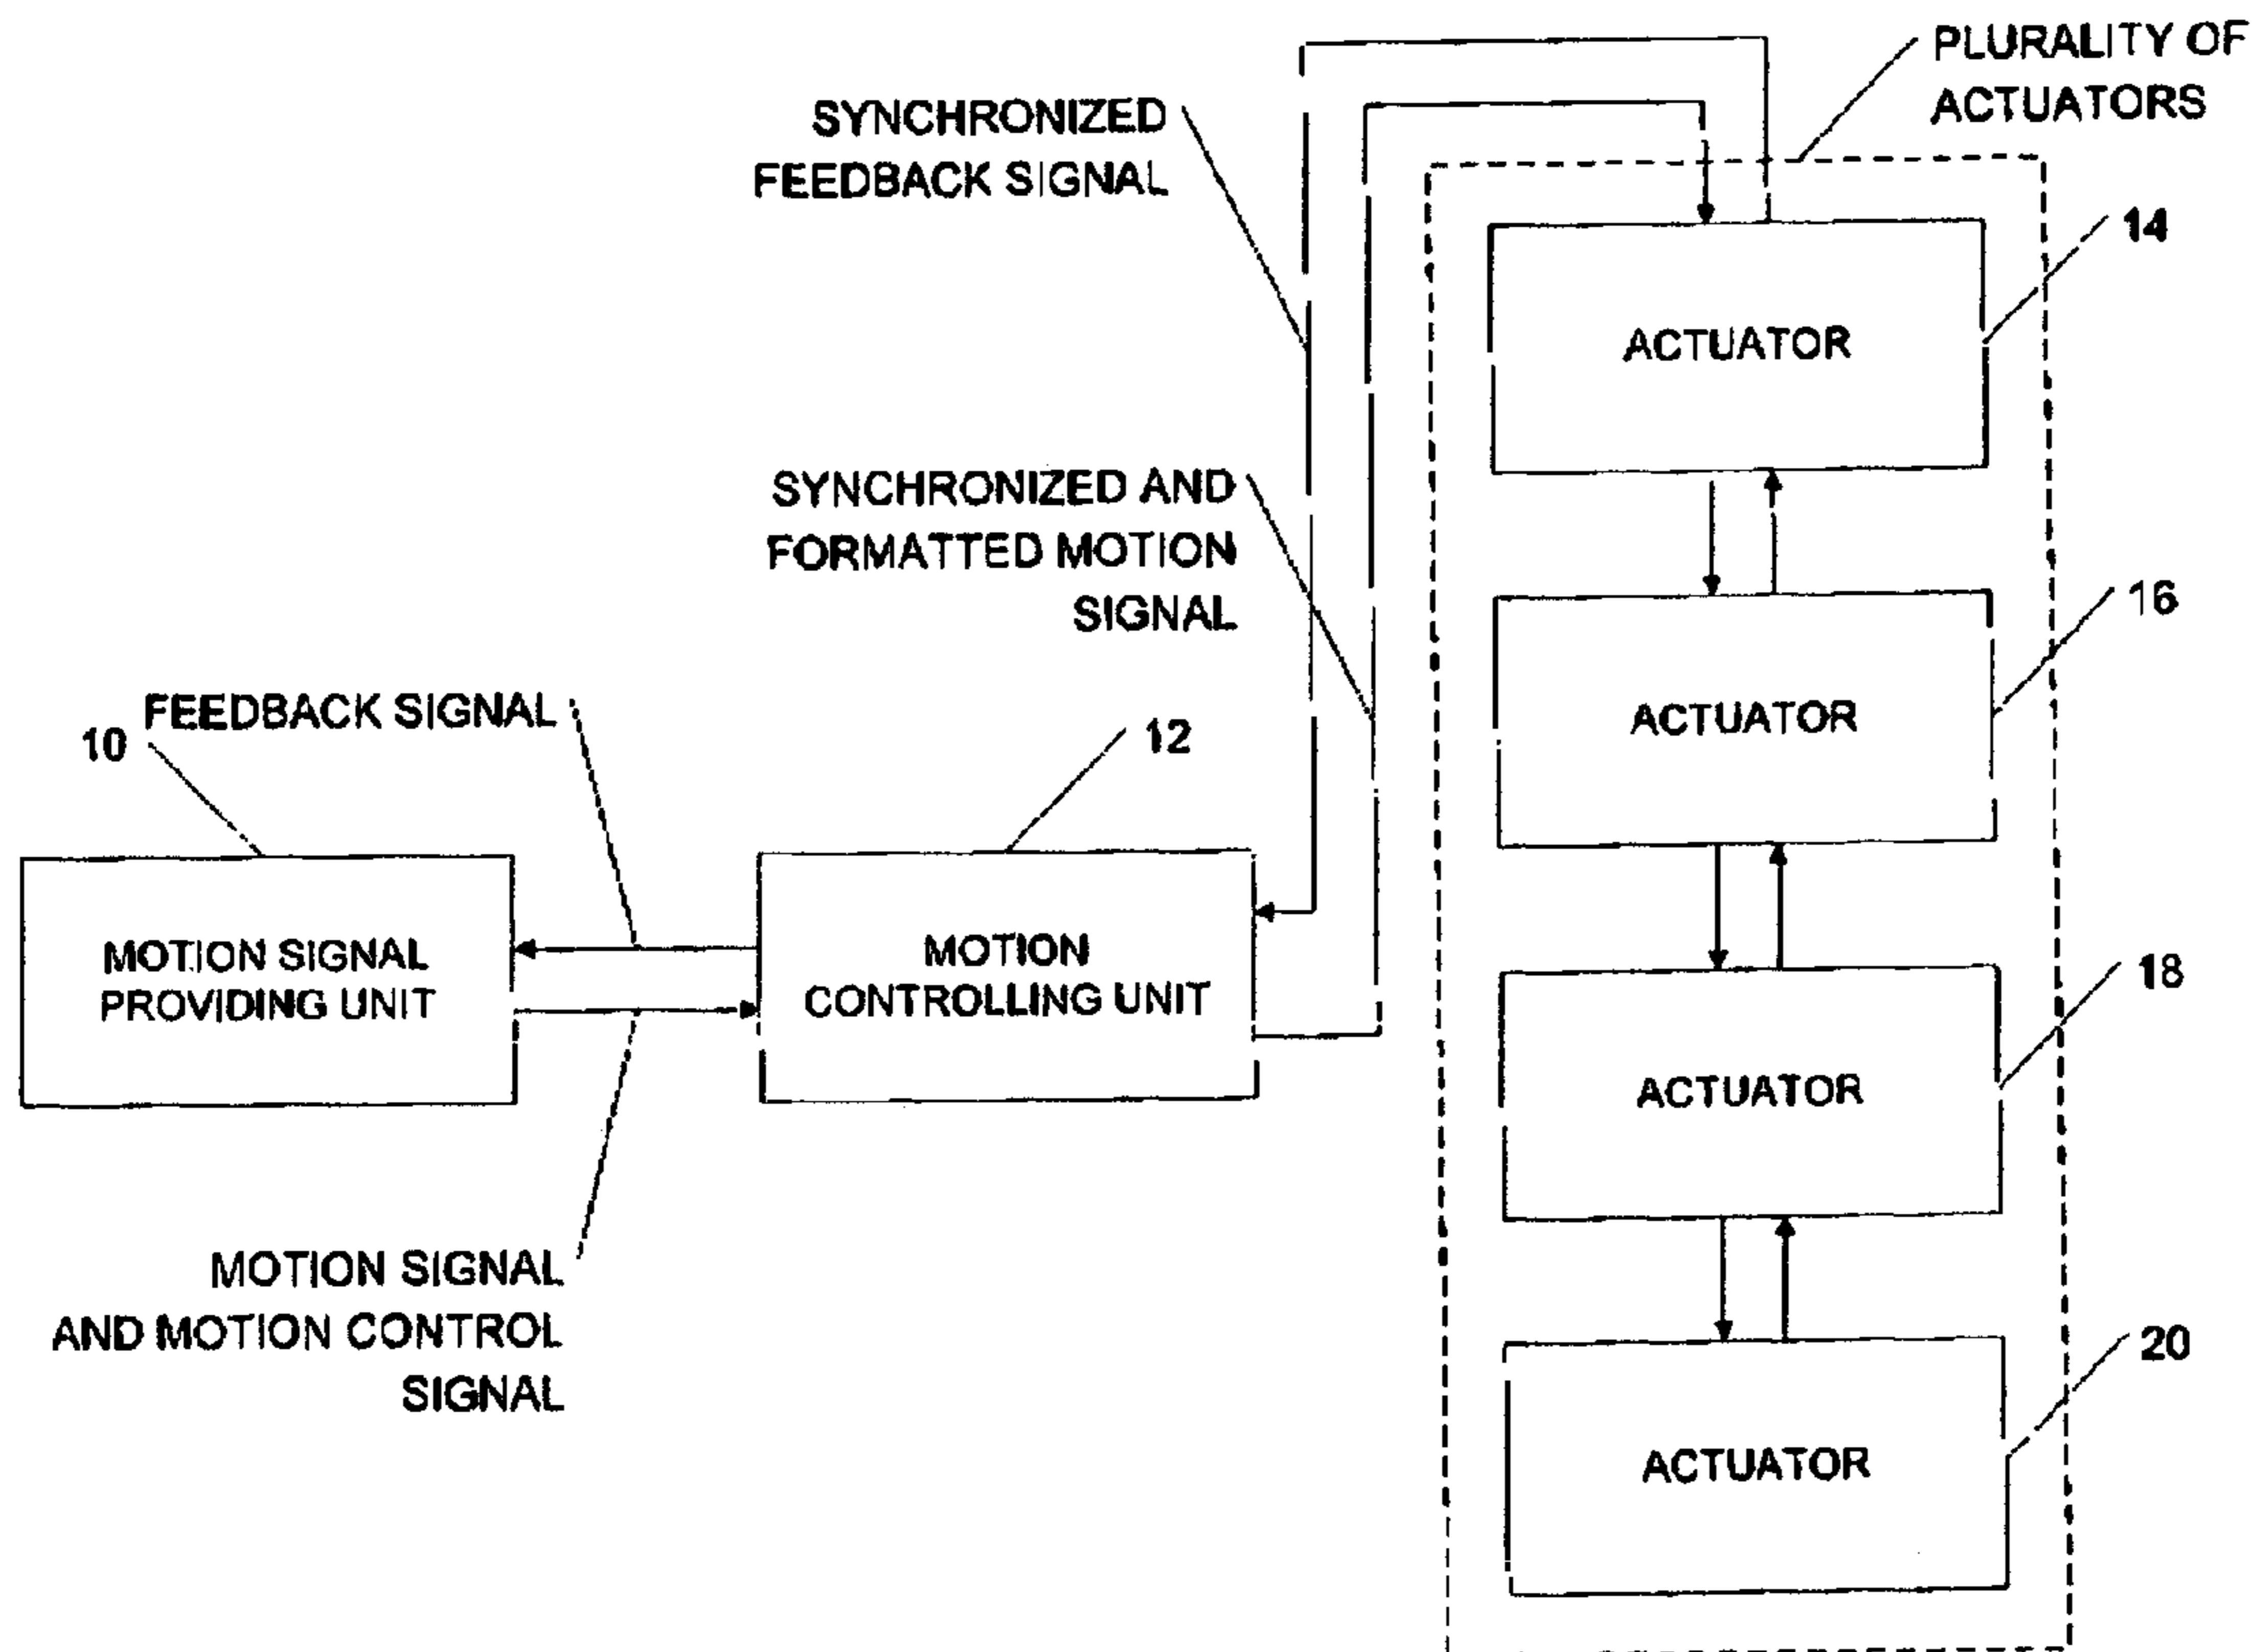 PLURALITY OF
ACTUATORS
SYNCHRONIZED
FEEDBACK SIGNAL
14
ACTUATOR
SYNCHRONIZED AND
FORMATTED MOTION
SIGNAL
16
ACTUATOR
FEEDBACK SIGNAL
10
12
MOTION SIGNAL
PROVIDING UNIT
MOTION
CONTROLLING UNIT
18
ACTUATOR
MOTION SIGNAL
AND MOTION CONTROL
SIGNAL
20
ACTUATOR